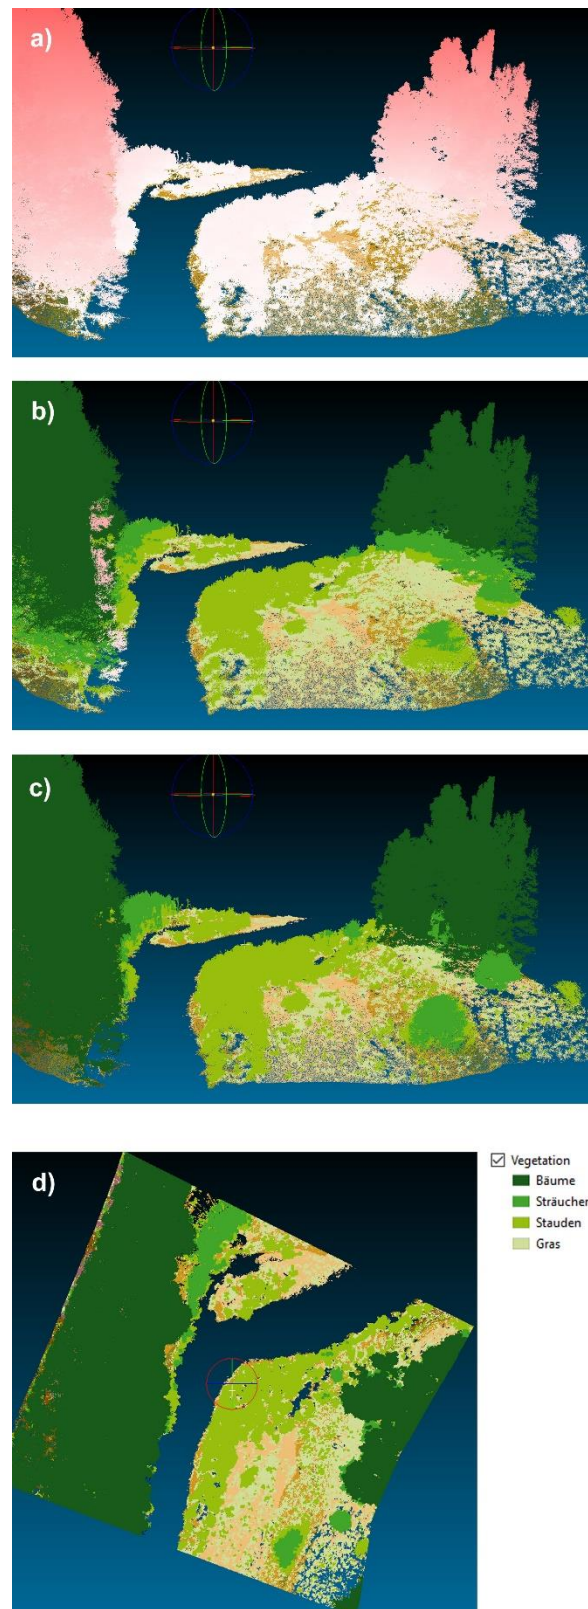 a)
b)
c)
d)
Vegetation
Bäume
Sträucher
Stauden
Gras